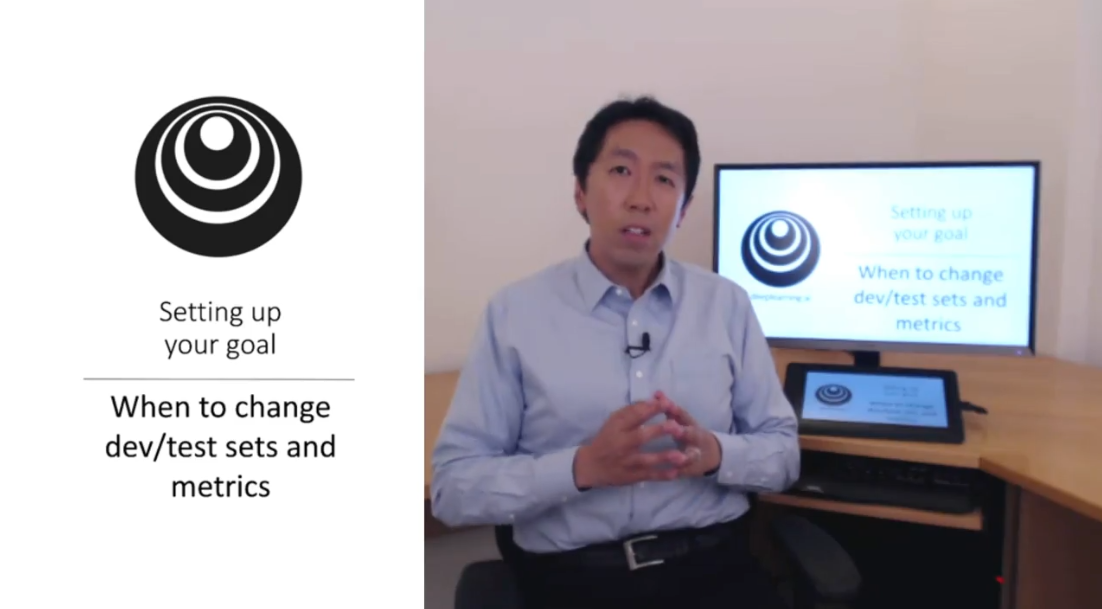 Setting up
your goal
When to change
dev/test sets and
metrics
Setting up
your goal
When to change
dev/test sets and
metrics